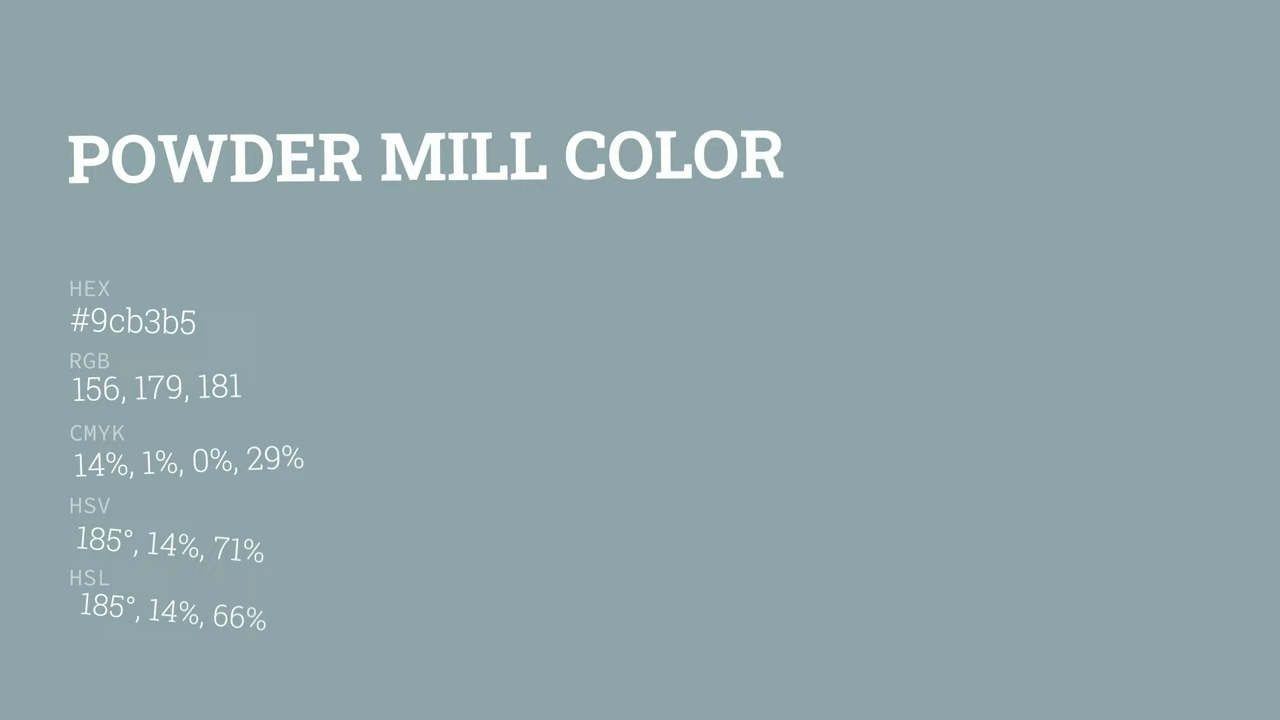 POWDER MILL COLOR
HEX
#9cb3b5
RGB
156, 179, 181
CMYK
14%, 1%, 0%, 29%
HSV
185°, 14%, 71%
HSL
185°, 14%, 66%